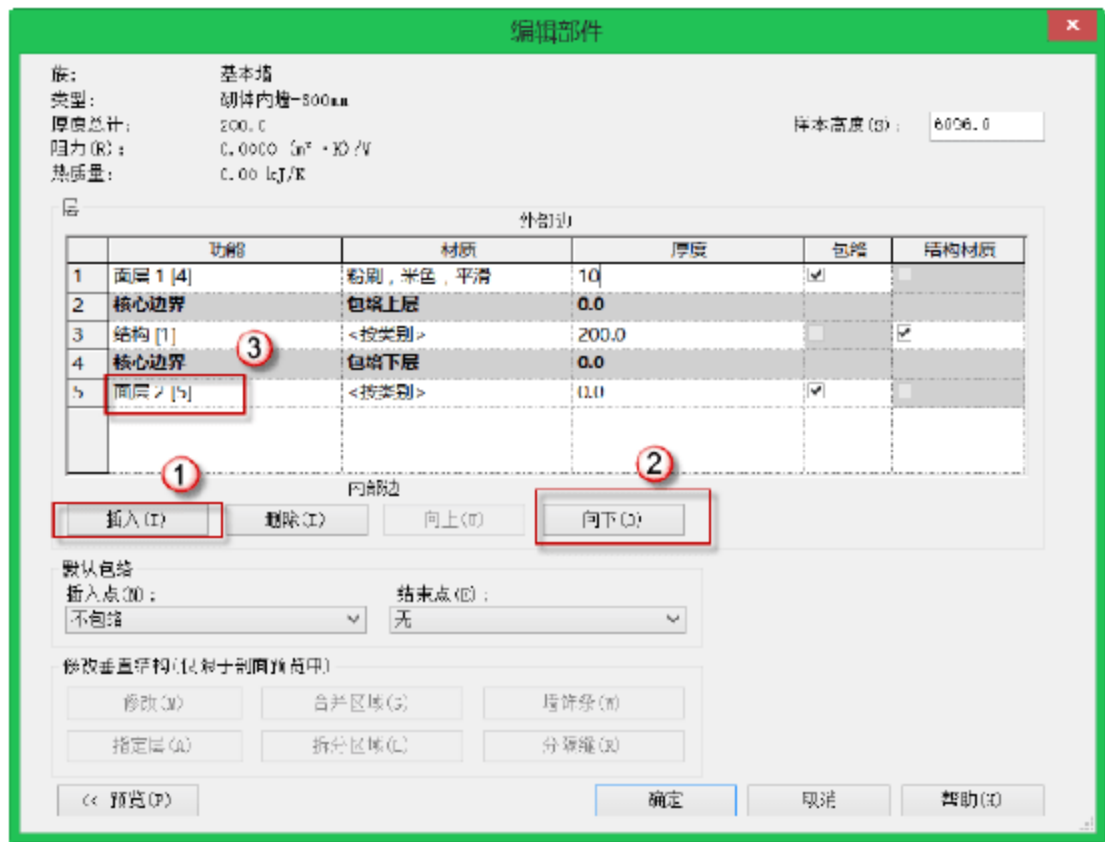 编辑部件
族: 基本墙
类型: 砌体内墙-300mm
厚度总计: 200.0 样本高度(S): 6096.0
阻力(R): 0.0000 (m²·K)/W
热质量: 0.00 kJ/K
层
外部边
功能 材质 厚度 包络 结构材质
1 面层 1 [4] 粉刷，米色，平滑 10
2 核心边界 包络上层 0.0
3 结构 [1] <按类别> 200.0
③
4 核心边界 包络下层 0.0
5 面层 2 [5] <按类别> 0.0
① ②
内部边
插入(I) 删除(D) 向上(U) 向下(O)
默认包络
插入点(N): 结束点(E):
不包络 无
修改垂直结构(仅限于剖面预览中)
修改(M) 合并区域(G) 墙饰条(W)
指定层(A) 拆分区域(L) 分隔缝(R)
<< 预览(P) 确定 取消 帮助(H)